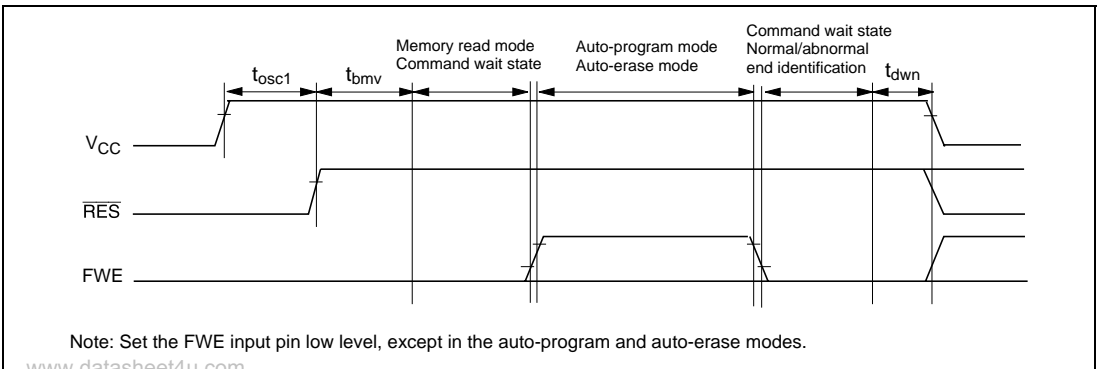 Memory read mode
Command wait state
Auto-program mode
Auto-erase mode
Command wait state
Normal/abnormal
end identification
tosc1
tbmv
tdwn
VCC
RES
FWE
Note: Set the FWE input pin low level, except in the auto-program and auto-erase modes.
www.datasheet4u.com